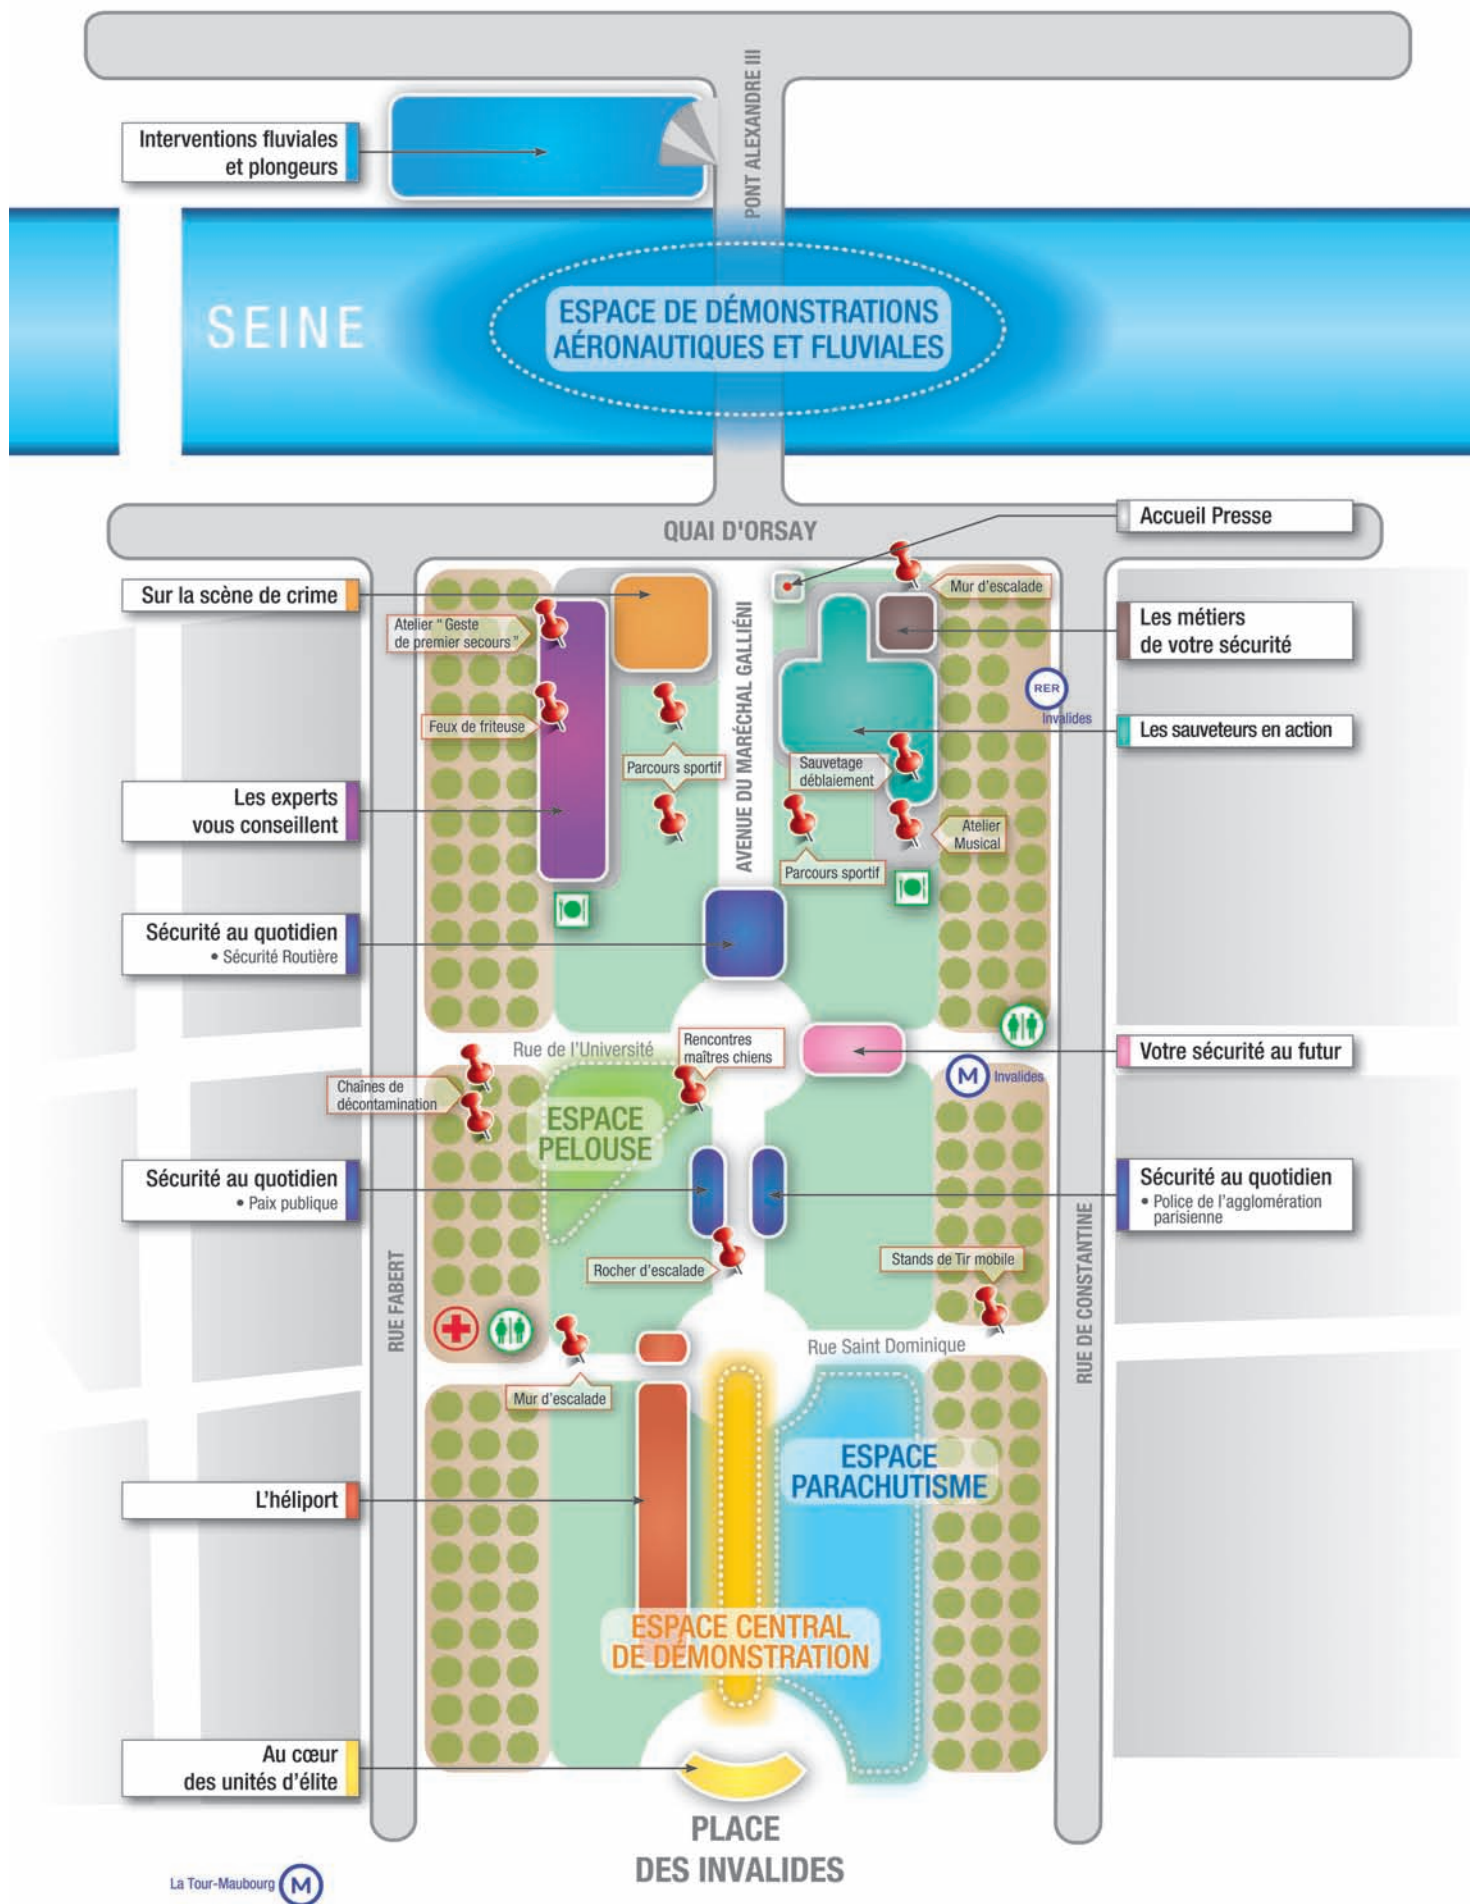 PONT ALEXANDRE III
Interventions fluviales
et plongeurs
SEINE
ESPACE DE DÉMONSTRATIONS
AÉRONAUTIQUES ET FLUVIALES
QUAI D'ORSAY
Accueil Presse
Sur la scène de crime
Mur d'escalade
Atelier " Geste
de premier secours "
Les métiers
de votre sécurité
AVENUE DU MARÉCHAL GALLIÉNI
RER
Invalides
Feux de friteuse
Les sauveteurs en action
Parcours sportif
Sauvetage
déblaiement
Les experts
vous conseillent
Atelier
Musical
Parcours sportif
Sécurité au quotidien
• Sécurité Routière
Rue de l'Université
Rencontres
maîtres chiens
Votre sécurité au futur
M
Invalides
Chaînes de
décontamination
ESPACE
PELOUSE
Sécurité au quotidien
• Paix publique
Sécurité au quotidien
• Police de l'agglomération
parisienne
RUE FABERT
RUE DE CONSTANTINE
Rocher d'escalade
Stands de Tir mobile
Rue Saint Dominique
Mur d'escalade
ESPACE
PARACHUTISME
L'héliport
ESPACE CENTRAL
DE DÉMONSTRATION
Au cœur
des unités d'élite
PLACE
DES INVALIDES
La Tour-Maubourg M